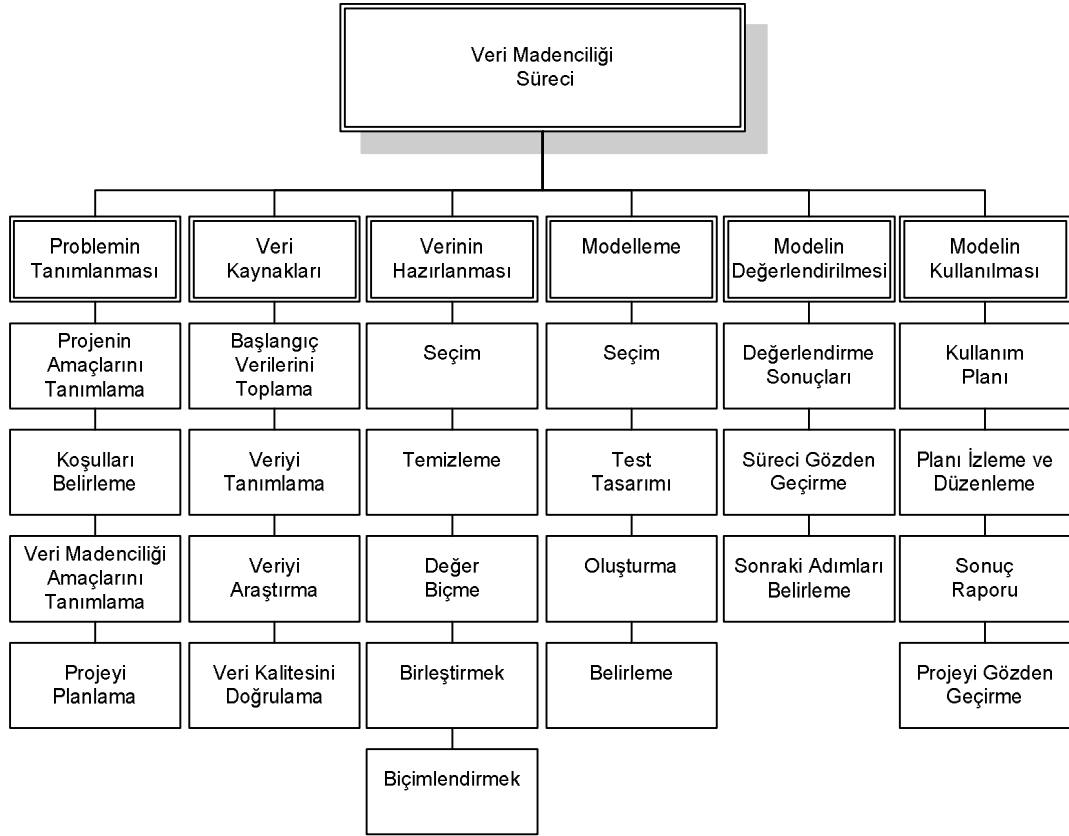 Veri Madenciliği
Süreci
Problemin
Tanımlanması
Projenin
Amaçlarını
Tanımlama
Koşulları
Belirleme
Veri Madenciliği
Amaçlarını
Tanımlama
Projeyi
Planlama
Veri
Kaynakları
Başlangıç
Verilerini
Toplama
Veriyi
Tanımlama
Veriyi
Araştırma
Veri Kalitesini
Doğrulama
Verinin
Hazırlanması
Seçim
Temizleme
Değer
Biçme
Birleştirmek
Biçimlendirmek
Modelleme
Seçim
Test
Tasarımı
Oluşturma
Belirleme
Modelin
Değerlendirilmesi
Değerlendirme
Sonuçları
Süreci Gözden
Geçirme
Sonraki Adımları
Belirleme
Modelin
Kullanılması
Kullanım
Planı
Planı İzleme ve
Düzenleme
Sonuç
Raporu
Projeyi Gözden
Geçirme